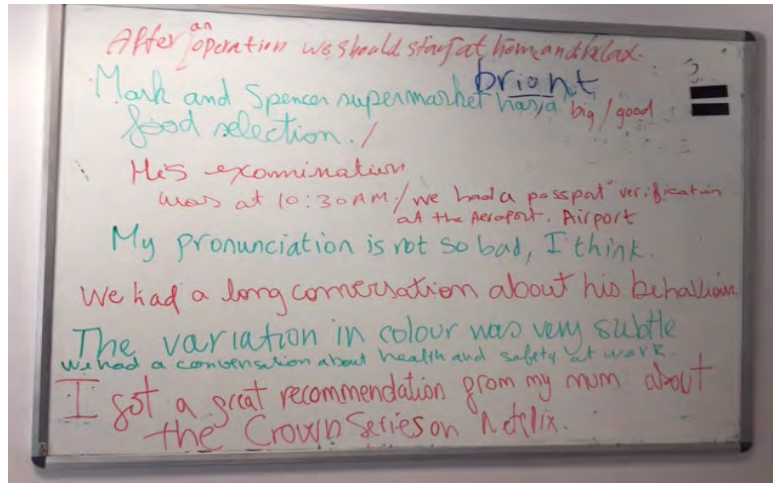 After an operation we should stay at home and relax.
bright
Mark and Spencer supermarket has a big / good
food selection. /
His examination
was at 10:30 AM / we had a passport verification
at the Aeroport. Airport
My pronunciation is not so bad, I think.
We had a long conversation about his behaviour
The variation in colour was very subtle
we had a conversation about health and safety at work.
I got a great recommendation from my mum about
the Crown Series on Netflix.